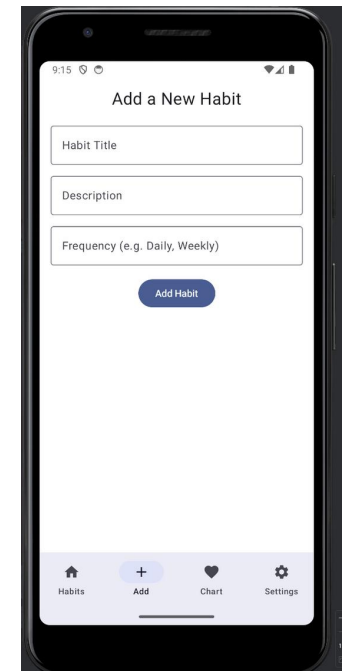 9:15
Add a New Habit
Habit Title
Description
Frequency (e.g. Daily, Weekly)
Add Habit
Habits
Add
Chart
Settings